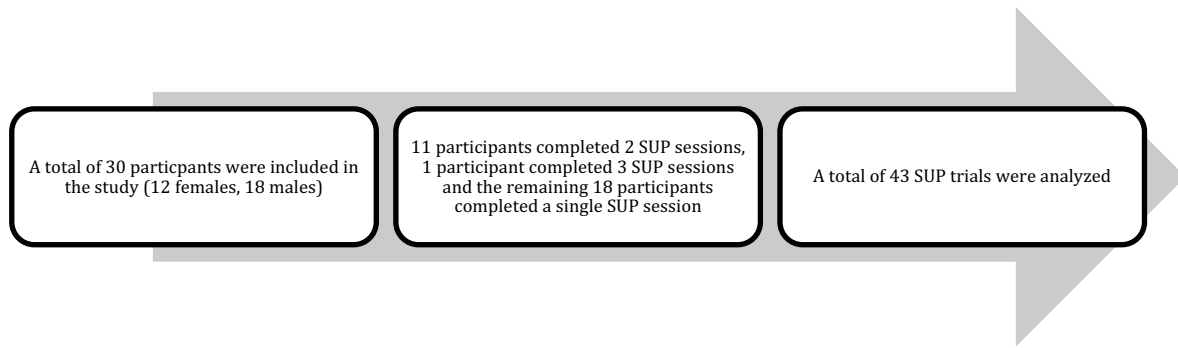 A total of 30 particpants were included in
the study (12 females, 18 males)
11 participants completed 2 SUP sessions,
1 participant completed 3 SUP sessions
and the remaining 18 participants
completed a single SUP session
A total of 43 SUP trials were analyzed